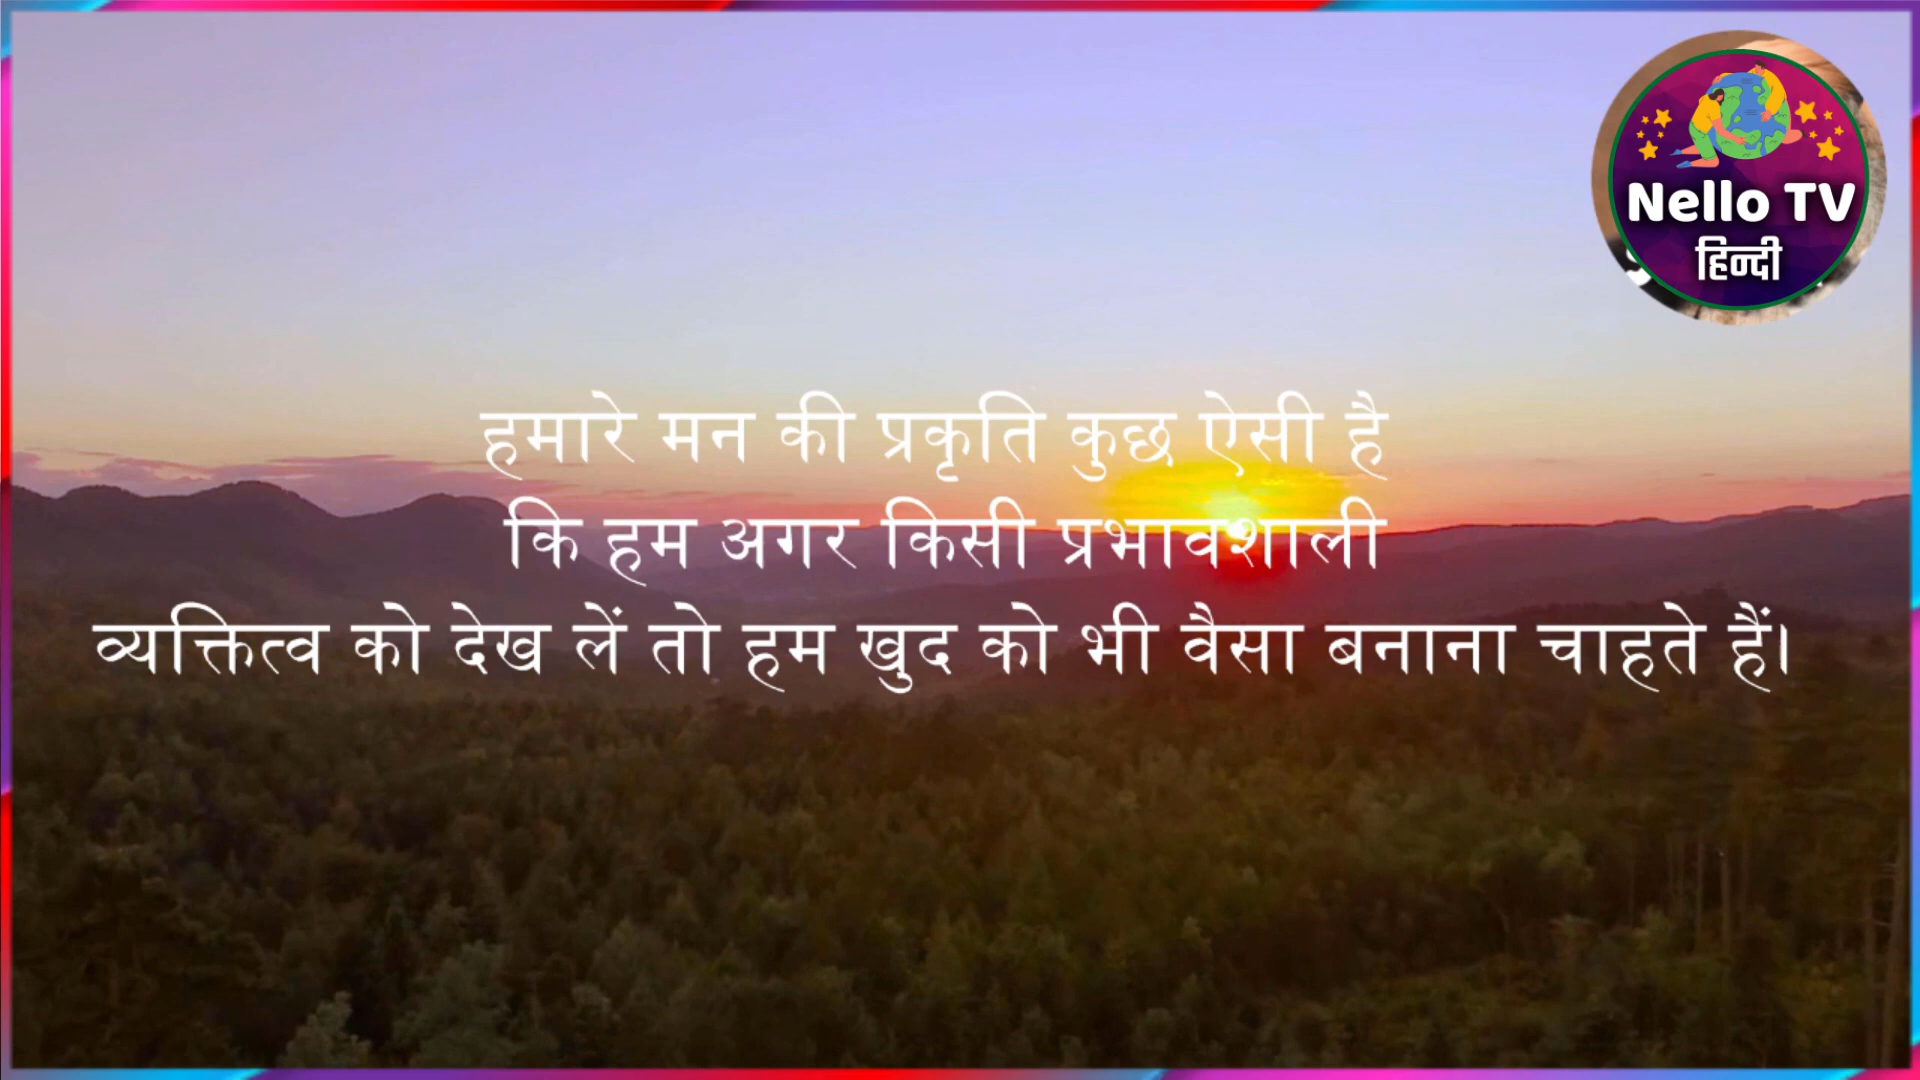 Nello TV
हिन्दी
हमारे मन की प्रकृति कुछ ऐसी है
कि हम अगर किसी प्रभावशाली
व्यक्तित्व को देख लें तो हम खुद को भी वैसा बनाना चाहते हैं।